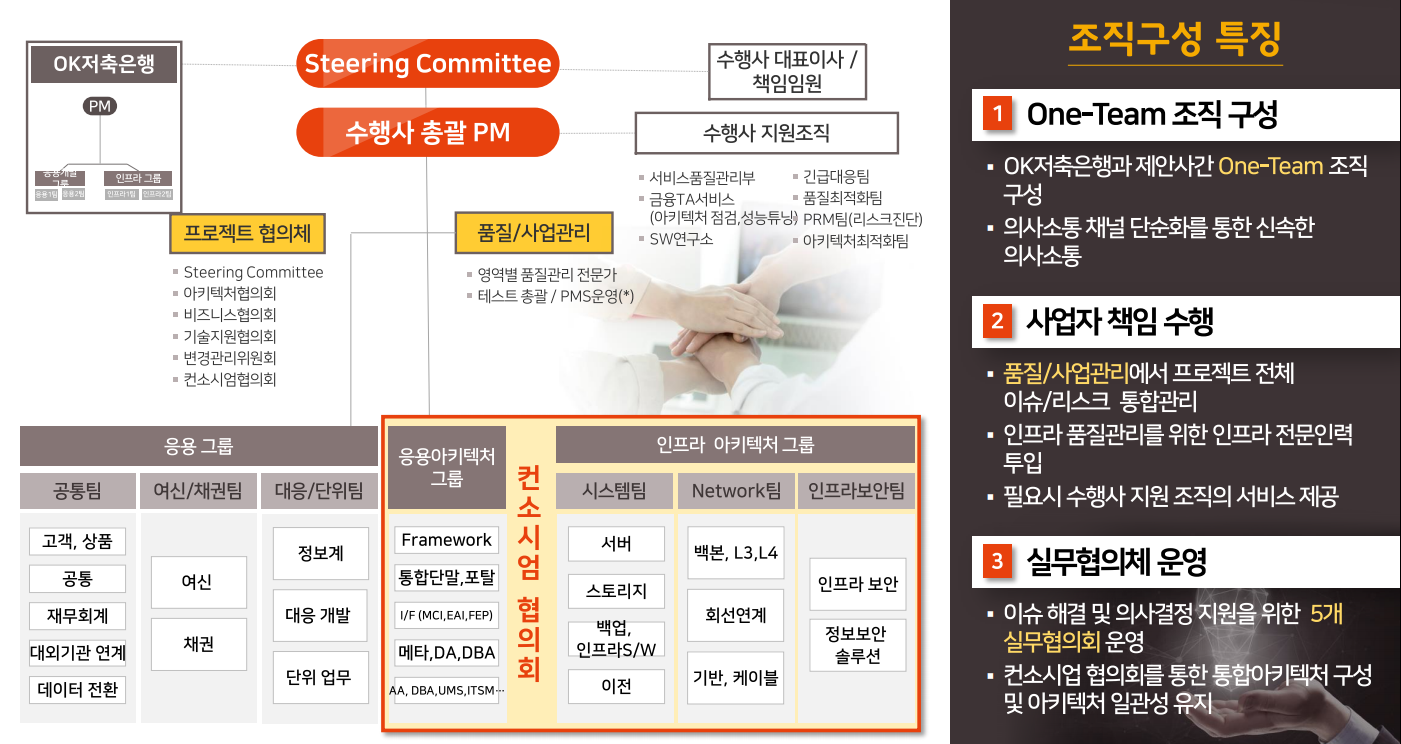 OK저축은행
PM
응용개발
그룹
인프라 그룹
응용1팀
응용2팀
인프라1팀
인프라2팀
Steering Committee
수행사 총괄 PM
수행사 대표이사 /
책임임원
수행사 지원조직
서비스품질관리부
금융TA서비스
(아키텍처 점검,성능튜닝)
SW연구소
긴급대응팀
품질최적화팀
PRM팀(리스크진단)
아키텍처최적화팀
프로젝트 협의체
Steering Committee
아키텍처협의회
비즈니스협의회
기술지원협의회
변경관리위원회
컨소시엄협의회
품질/사업관리
영역별 품질관리 전문가
테스트 총괄 / PMS운영(*)
응용 그룹
공통팀
고객, 상품
공통
재무회계
대외기관 연계
데이터 전환
여신/채권팀
여신
채권
대응/단위팀
정보계
대응 개발
단위 업무
응용아키텍처
그룹
Framework
통합단말,포탈
I/F (MCI,EAI,FEP)
메타,DA,DBA
AA, DBA,UMS,ITSM…
컨소시엄 협의회
인프라 아키텍처 그룹
시스템팀
서버
스토리지
백업,
인프라S/W
이전
Network팀
백본, L3,L4
회선연계
기반, 케이블
인프라보안팀
인프라 보안
정보보안
솔루션
조직구성 특징
1 One-Team 조직 구성
▪ OK저축은행과 제안사간 One-Team 조직
구성
▪ 의사소통 채널 단순화를 통한 신속한
의사소통
2 사업자 책임 수행
▪ 품질/사업관리에서 프로젝트 전체
이슈/리스크 통합관리
▪ 인프라 품질관리를 위한 인프라 전문인력
투입
▪ 필요시 수행사 지원 조직의 서비스 제공
3 실무협의체 운영
▪ 이슈 해결 및 의사결정 지원을 위한 5개
실무협의회 운영
▪ 컨소시업 협의회를 통한 통합아키텍처 구성
및 아키텍처 일관성 유지